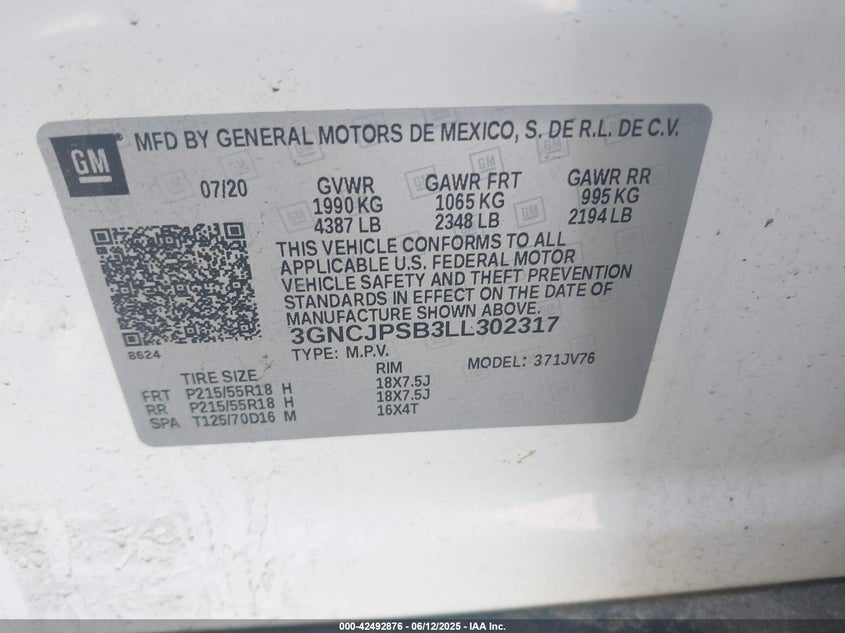 GM
MFD BY GENERAL MOTORS DE MEXICO, S. DE R.L. DE C.V.
07/20 GVWR GAWR FRT GAWR RR
1990 KG 1065 KG 995 KG
4387 LB 2348 LB 2194 LB
THIS VEHICLE CONFORMS TO ALL
APPLICABLE U.S. FEDERAL MOTOR
VEHICLE SAFETY AND THEFT PREVENTION
STANDARDS IN EFFECT ON THE DATE OF
MANUFACTURE SHOWN ABOVE.
3GNCJPSB3LL302317
8624
TYPE: M.P.V. MODEL: 371JV76
TIRE SIZE RIM
FRT P215/55R18 H 18X7.5J
RR P215/55R18 H 18X7.5J
SPA T125/70D16 M 16X4T
000-42492876 - 06/12/2025 - IAA Inc.